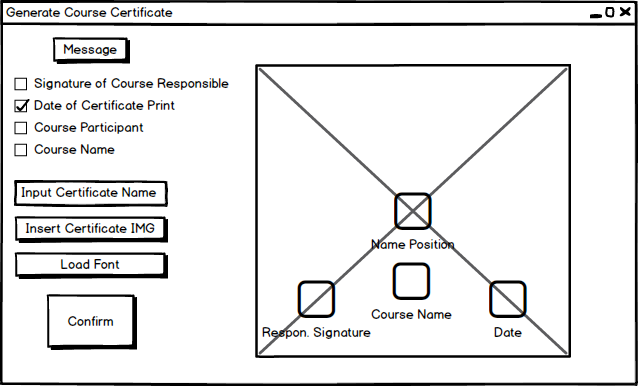 Generate Course Certificate
Message
Signature of Course Responsible
Date of Certificate Print
Course Participant
Course Name
Input Certificate Name
Insert Certificate IMG
Load Font
Confirm
Name Position
Course Name
Respon. Signature
Date